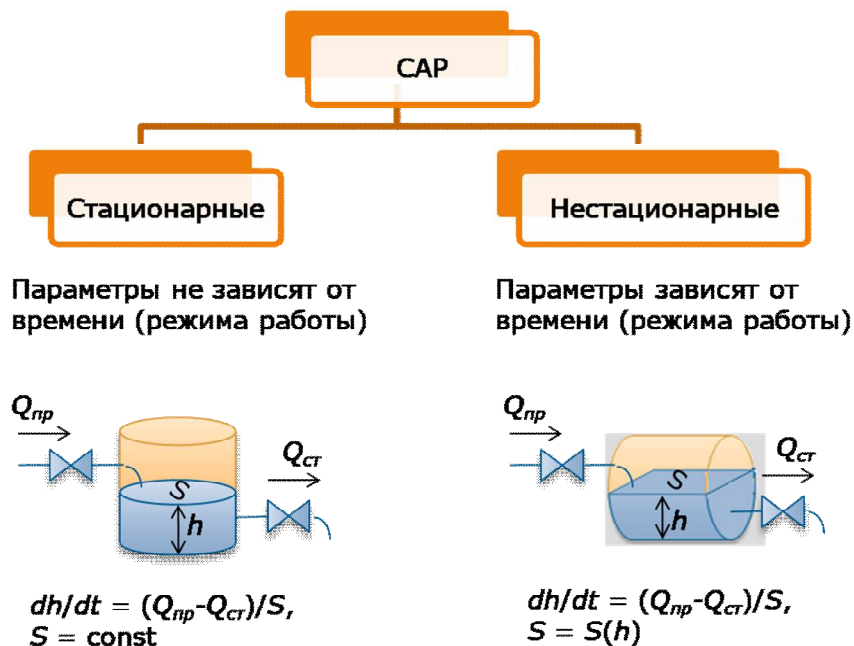 САР
Стационарные
Нестационарные
Параметры не зависят от
времени (режима работы)
Параметры зависят от
времени (режима работы)
Qпр
Qст
S
h
Qпр
Qст
S
h
dh/dt = (Qпр-Qст)/S,
S = const
dh/dt = (Qпр-Qст)/S,
S = S(h)